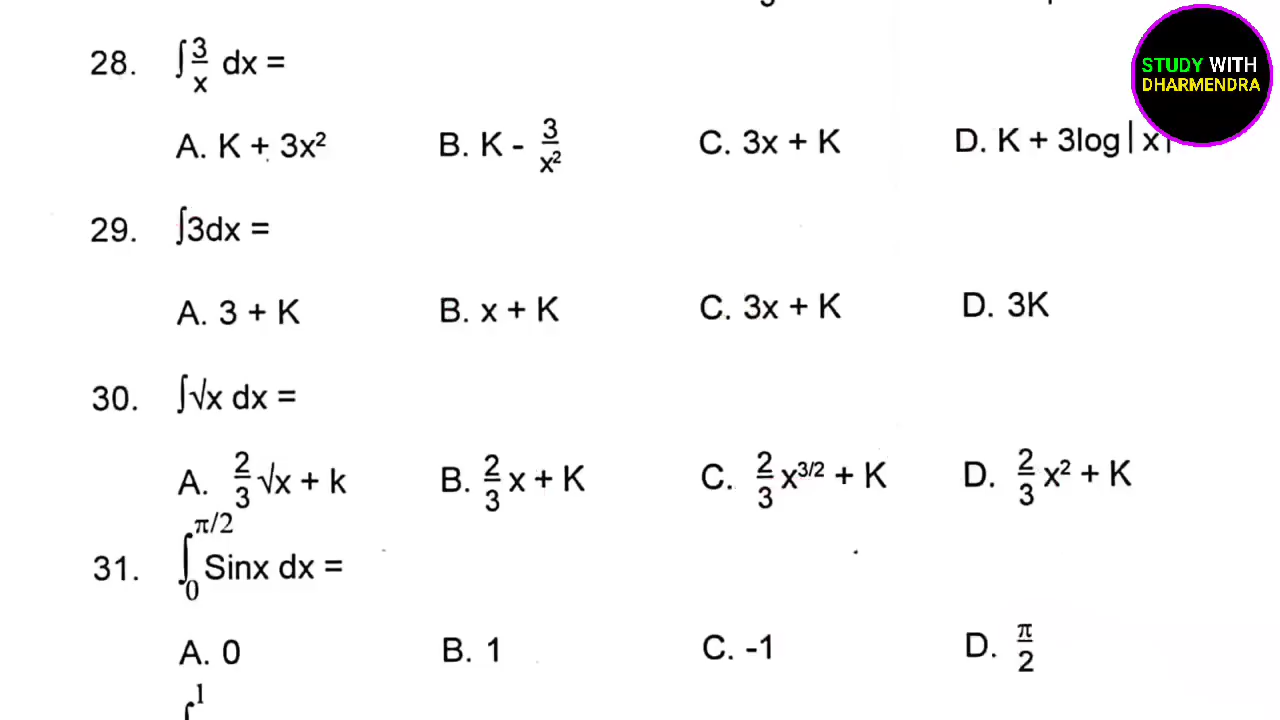 STUDY WITH
DHARMENDRA
28. ∫3/x dx =
A. K + 3x² B. K - 3/x² C. 3x + K D. K + 3log|x|
29. ∫3dx =
A. 3 + K B. x + K C. 3x + K D. 3K
30. ∫√x dx =
A. 2/3 √x + k B. 2/3 x + K C. 2/3 x^3/2 + K D. 2/3 x² + K
31. ∫₀^π/2 Sinx dx =
A. 0 B. 1 C. -1 D. π/2
∫¹